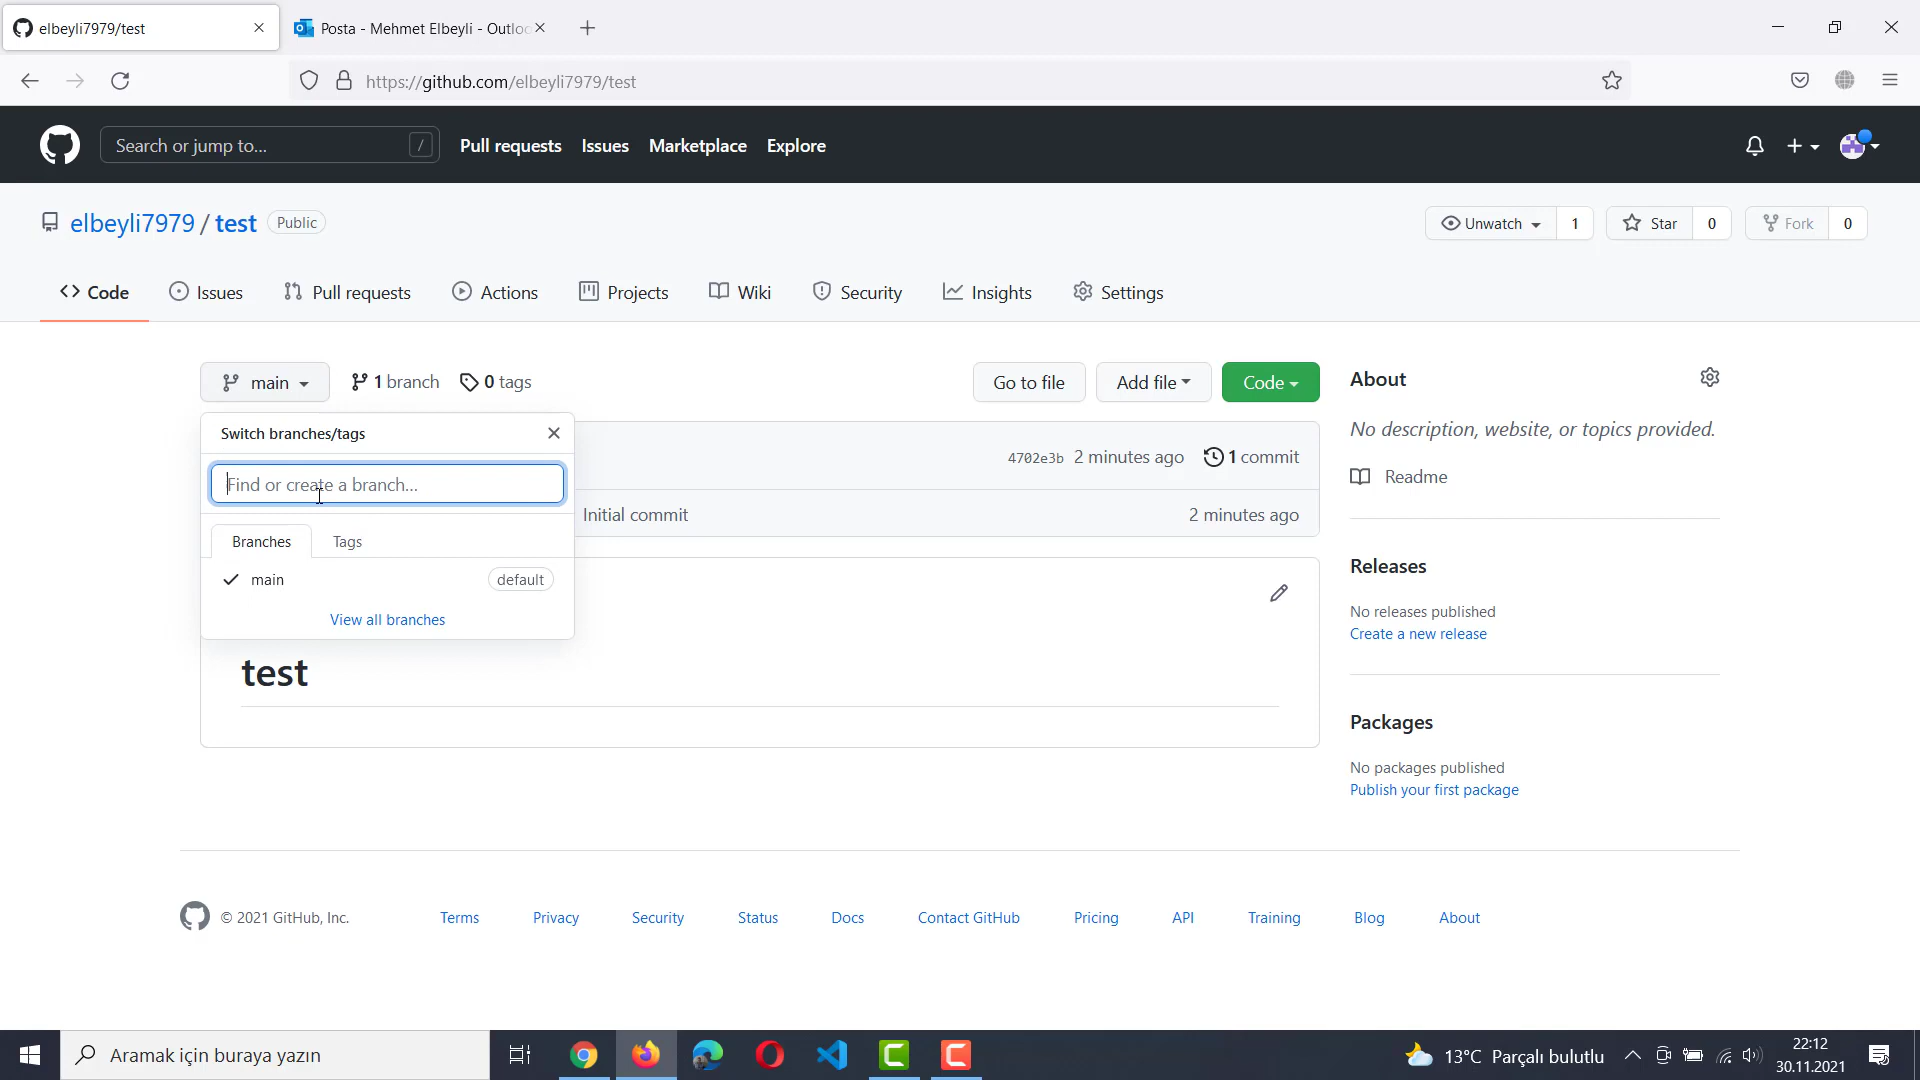 elbeyli7979/test
Posta - Mehmet Elbeyli - Outlo
https://github.com/elbeyli7979/test
Search or jump to... /
Pull requests Issues Marketplace Explore
elbeyli7979 / test Public
Unwatch 1 Star 0 Fork 0
Code Issues Pull requests Actions Projects Wiki Security Insights Settings
main 1 branch 0 tags
Go to file Add file Code
Switch branches/tags
Find or create a branch...
Branches Tags
main default
View all branches
4702e3b 2 minutes ago 1 commit
Initial commit 2 minutes ago
test
About
No description, website, or topics provided.
Readme
Releases
No releases published
Create a new release
Packages
No packages published
Publish your first package
© 2021 GitHub, Inc. Terms Privacy Security Status Docs Contact GitHub Pricing API Training Blog About
Aramak için buraya yazın
13°C Parçalı bulutlu
22:12
30.11.2021